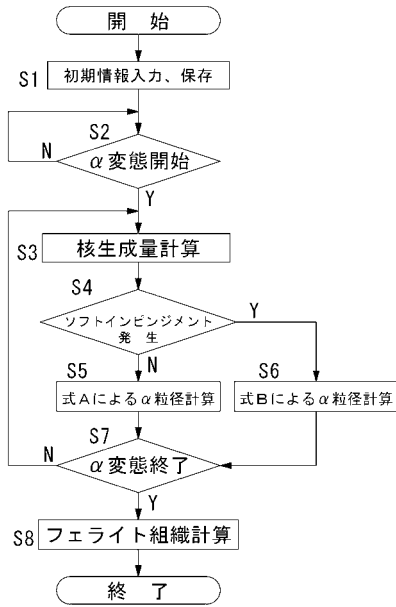 開 始
S1
初期情報入力、保存
S2
N
α変態開始
Y
S3
核生成量計算
S4
ソフトインピンジメント
発 生
Y
N
S5
式Aによるα粒径計算
S6
式Bによるα粒径計算
S7
N
α変態終了
Y
S8
フェライト組織計算
終 了